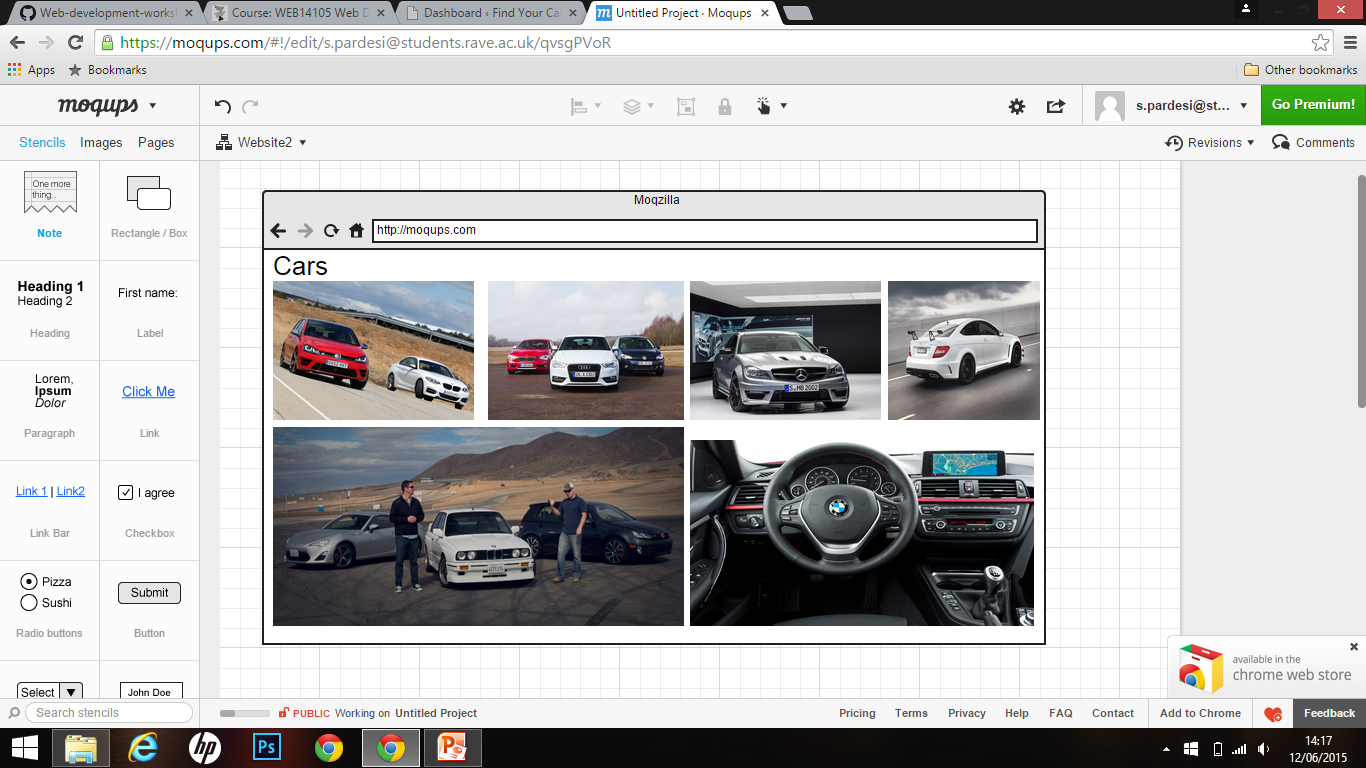 Web-development-works
Course: WEB14105 Web D
Dashboard ‹ Find Your Ca
Untitled Project · Moqups
https://moqups.com/#!/edit/s.pardesi@students.rave.ac.uk/qvsgPVoR
Apps
Bookmarks
Other bookmarks
moqups
s.pardesi@st...
Go Premium!
Stencils
Images
Pages
Website2
Revisions
Comments
One more
thing..
Note
Rectangle / Box
Heading 1
Heading 2
Heading
First name:
Label
Lorem,
Ipsum
Dolor
Paragraph
Click Me
Link
Link 1 | Link2
Link Bar
I agree
Checkbox
Pizza
Sushi
Radio buttons
Submit
Button
Select
John Doe
Search stencils
Moqzilla
http://moqups.com
Cars
available in the
chrome web store
PUBLIC Working on Untitled Project
Pricing
Terms
Privacy
Help
FAQ
Contact
Add to Chrome
Feedback
hp
Ps
14:17
12/06/2015